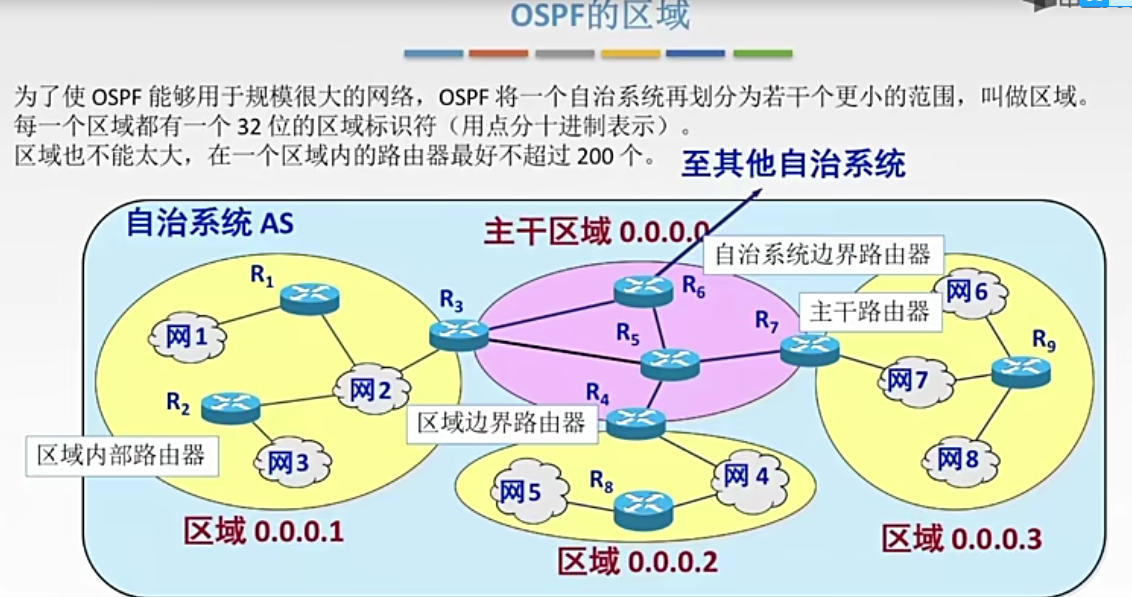 OSPF的区域
为了使 OSPF 能够用于规模很大的网络，OSPF 将一个自治系统再划分为若干个更小的范围，叫做区域。
每一个区域都有一个 32 位的区域标识符（用点分十进制表示）。
区域也不能太大，在一个区域内的路由器最好不超过 200 个。
至其他自治系统
自治系统 AS
主干区域 0.0.0.0
自治系统边界路由器
R1
R3
R6
网6
主干路由器
网1
R5
R7
R9
网2
网7
R2
R4
区域边界路由器
区域内部路由器
网3
网8
网5
R8
网4
区域 0.0.0.1
区域 0.0.0.2
区域 0.0.0.3